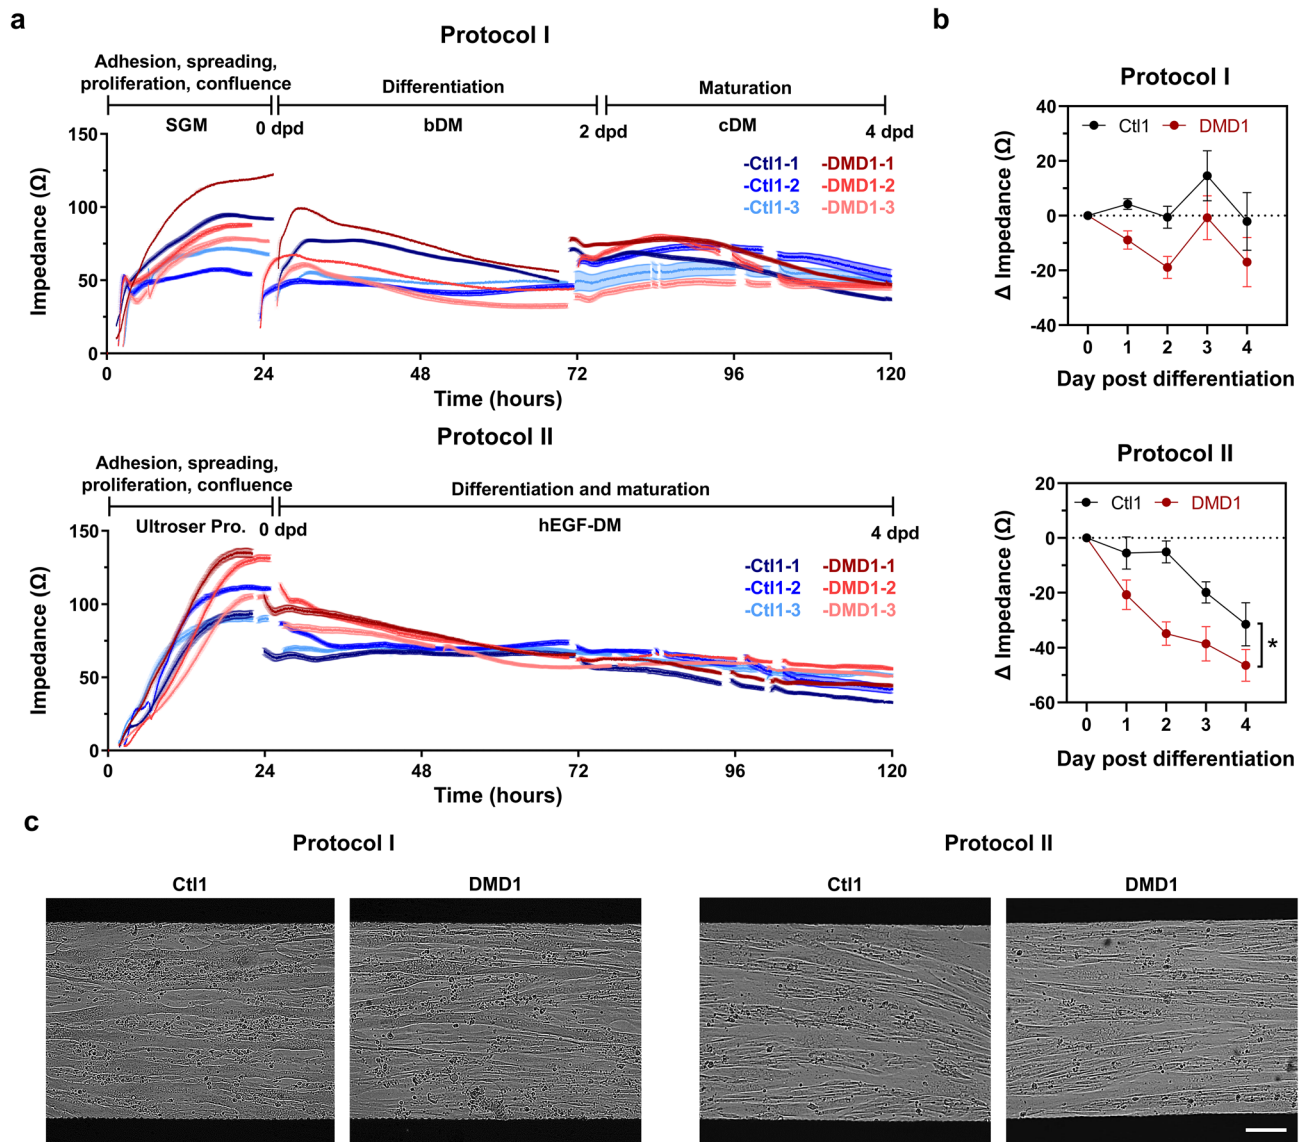 a
Protocol I
Adhesion, spreading,
proliferation, confluence
Differentiation
Maturation
SGM
0 dpd
bDM
2 dpd
cDM
4 dpd
150
100
50
0
Impedance (Ω)
-Ctl1-1
-DMD1-1
-Ctl1-2
-DMD1-2
-Ctl1-3
-DMD1-3
0
24
48
72
96
120
Time (hours)
Protocol II
Adhesion, spreading,
proliferation, confluence
Differentiation and maturation
Ultroser Pro.
0 dpd
hEGF-DM
4 dpd
150
100
50
0
Impedance (Ω)
-Ctl1-1
-DMD1-1
-Ctl1-2
-DMD1-2
-Ctl1-3
-DMD1-3
0
24
48
72
96
120
Time (hours)
b
Protocol I
40
20
0
-20
-40
Δ Impedance (Ω)
Ctl1
DMD1
0
1
2
3
4
Day post differentiation
Protocol II
20
0
-20
-40
-60
Δ Impedance (Ω)
Ctl1
DMD1
*
0
1
2
3
4
Day post differentiation
c
Protocol I
Protocol II
Ctl1
DMD1
Ctl1
DMD1